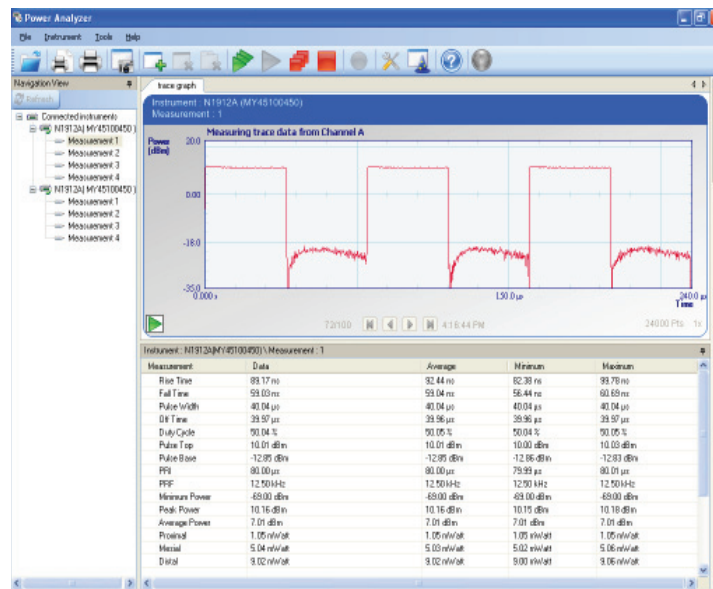 Power Analyzer
File Instrument Tools Help
Navigation View
Refresh
Connected instruments
N1912A( MY45100450 )
Measurement 1
Measurement 2
Measurement 3
Measurement 4
N1912A( MY45100450 )
Measurement 1
Measurement 2
Measurement 3
Measurement 4
trace graph
Instrument : N1912A (MY45100450)
Measurement : 1
Measuring trace data from Channel A
Power (dBm)
20.0
0.00
-18.0
-35.0
0.000 s
150.0 µs
240.0 µs
Time
72/100
4:16:44 PM
24000 Pts 1x
Instrument : N1912A(MY45100450) \ Measurement : 1
Measurement Data Average Minimum Maximum
Rise Time 89.17 ns 92.44 ns 82.38 ns 99.78 ns
Fall Time 59.03 ns 59.04 ns 56.44 ns 60.69 ns
Pulse Width 40.04 µs 40.04 µs 40.04 µs 40.04 µs
Off Time 39.97 µs 39.96 µs 39.96 µs 39.97 µs
Duty Cycle 50.04 % 50.05 % 50.04 % 50.05 %
Pulse Top 10.01 dBm 10.01 dBm 10.00 dBm 10.03 dBm
Pulse Base -12.85 dBm -12.85 dBm -12.86 dBm -12.83 dBm
PRI 80.00 µs 80.00 µs 79.99 µs 80.01 µs
PRF 12.50 kHz 12.50 kHz 12.50 kHz 12.50 kHz
Minimum Power -69.00 dBm -69.00 dBm -69.00 dBm -69.00 dBm
Peak Power 10.16 dBm 10.16 dBm 10.15 dBm 10.18 dBm
Average Power 7.01 dBm 7.01 dBm 7.01 dBm 7.01 dBm
Proximal 1.05 mWatt 1.05 mWatt 1.05 mWatt 1.05 mWatt
Mesial 5.04 mWatt 5.03 mWatt 5.02 mWatt 5.06 mWatt
Distal 9.02 mWatt 9.02 mWatt 9.00 mWatt 9.06 mWatt